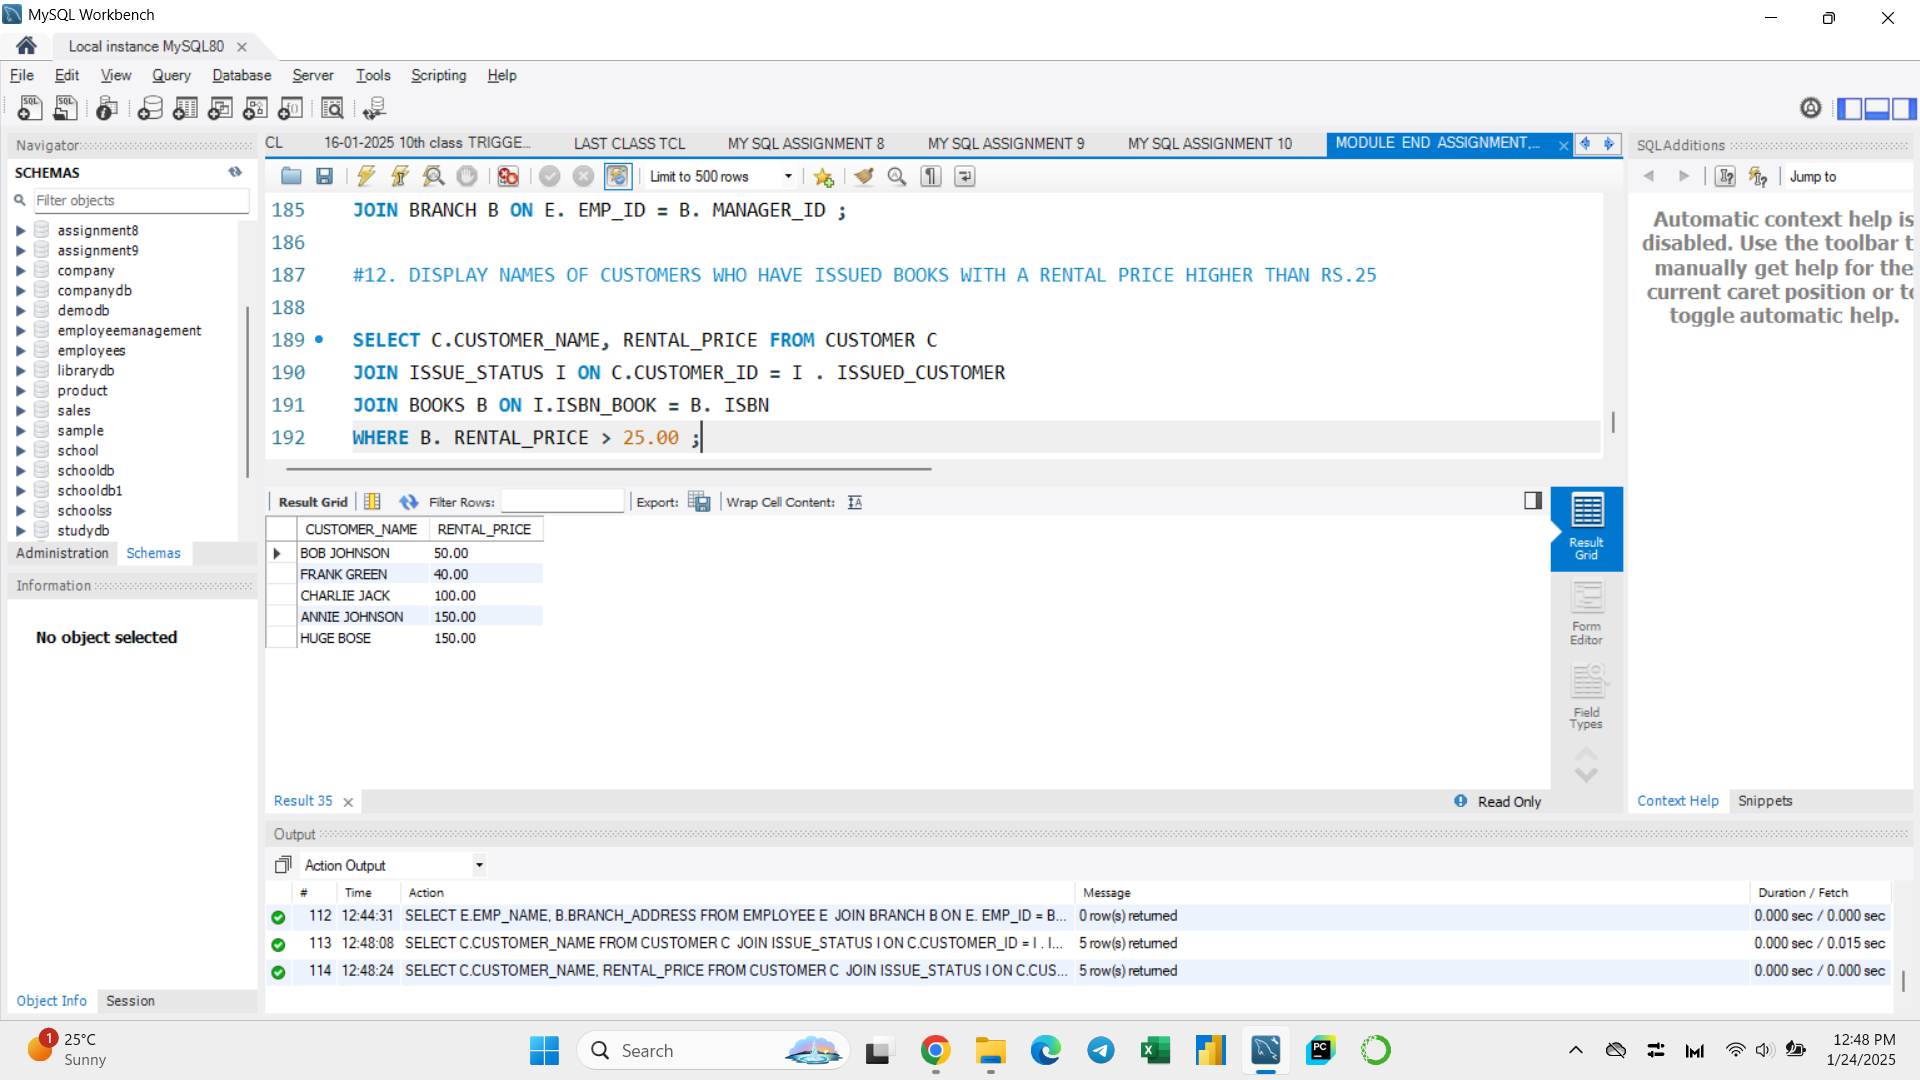 MySQL Workbench
Local instance MySQL80
File Edit View Query Database Server Tools Scripting Help
Navigator
SCHEMAS
Filter objects
assignment8
assignment9
company
companydb
demodb
employeemanagement
employees
librarydb
product
sales
sample
school
schooldb
schooldb1
schoolss
studydb
Administration Schemas
Information
No object selected
Object Info Session
CL 16-01-2025 10th class TRIGGE... LAST CLASS TCL MY SQL ASSIGNMENT 8 MY SQL ASSIGNMENT 9 MY SQL ASSIGNMENT 10 MODULE END ASSIGNMENT,...
Limit to 500 rows
185 JOIN BRANCH B ON E. EMP_ID = B. MANAGER_ID ;
186
187 #12. DISPLAY NAMES OF CUSTOMERS WHO HAVE ISSUED BOOKS WITH A RENTAL PRICE HIGHER THAN RS.25
188
189 SELECT C.CUSTOMER_NAME, RENTAL_PRICE FROM CUSTOMER C
190 JOIN ISSUE_STATUS I ON C.CUSTOMER_ID = I . ISSUED_CUSTOMER
191 JOIN BOOKS B ON I.ISBN_BOOK = B. ISBN
192 WHERE B. RENTAL_PRICE > 25.00 ;
Result Grid Filter Rows: Export: Wrap Cell Content:
CUSTOMER_NAME RENTAL_PRICE
BOB JOHNSON 50.00
FRANK GREEN 40.00
CHARLIE JACK 100.00
ANNIE JOHNSON 150.00
HUGE BOSE 150.00
Result
Grid
Form
Editor
Field
Types
Result 35 Read Only
SQLAdditions
Jump to
Automatic context help is
disabled. Use the toolbar t
manually get help for the
current caret position or to
toggle automatic help.
Context Help Snippets
Output
Action Output
# Time Action Message Duration / Fetch
112 12:44:31 SELECT E.EMP_NAME, B.BRANCH_ADDRESS FROM EMPLOYEE E JOIN BRANCH B ON E. EMP_ID = B... 0 row(s) returned 0.000 sec / 0.000 sec
113 12:48:08 SELECT C.CUSTOMER_NAME FROM CUSTOMER C JOIN ISSUE_STATUS I ON C.CUSTOMER_ID = I . I... 5 row(s) returned 0.000 sec / 0.015 sec
114 12:48:24 SELECT C.CUSTOMER_NAME, RENTAL_PRICE FROM CUSTOMER C JOIN ISSUE_STATUS I ON C.CUS... 5 row(s) returned 0.000 sec / 0.000 sec
1
25°C
Sunny
Search
PC
12:48 PM
1/24/2025